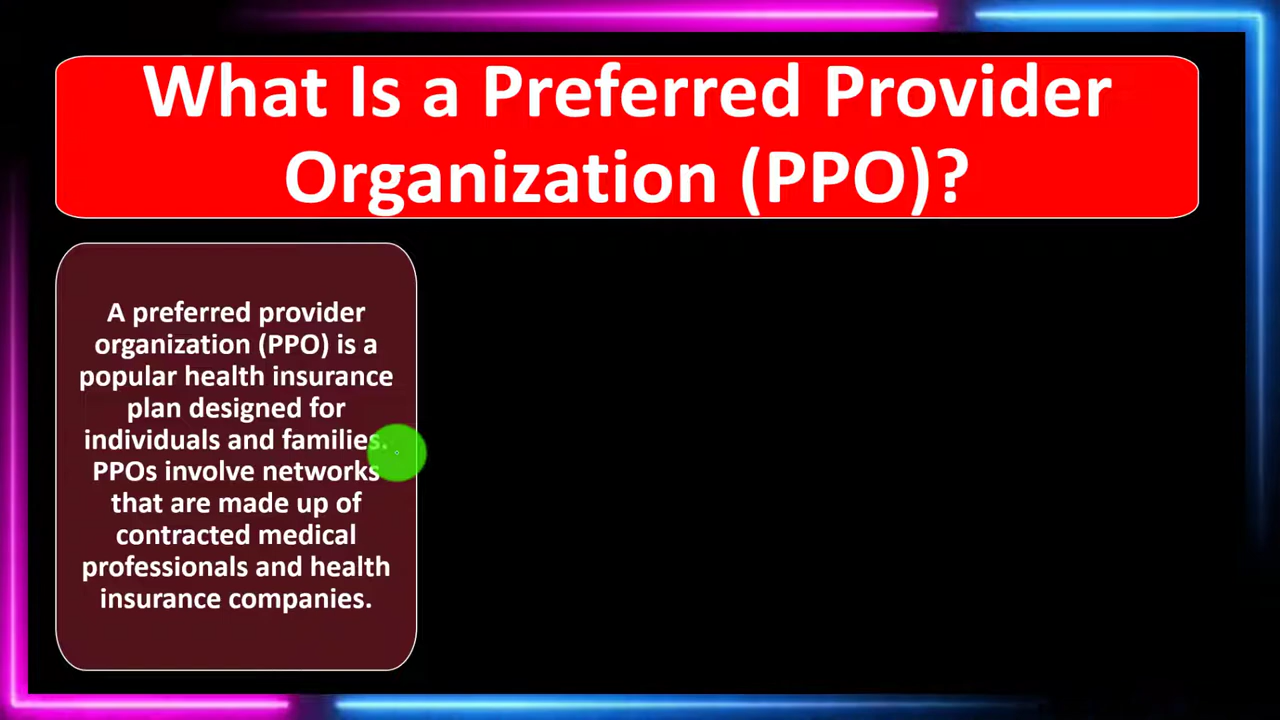 What Is a Preferred Provider
Organization (PPO)?
A preferred provider
organization (PPO) is a
popular health insurance
plan designed for
individuals and families.
PPOs involve networks
that are made up of
contracted medical
professionals and health
insurance companies.